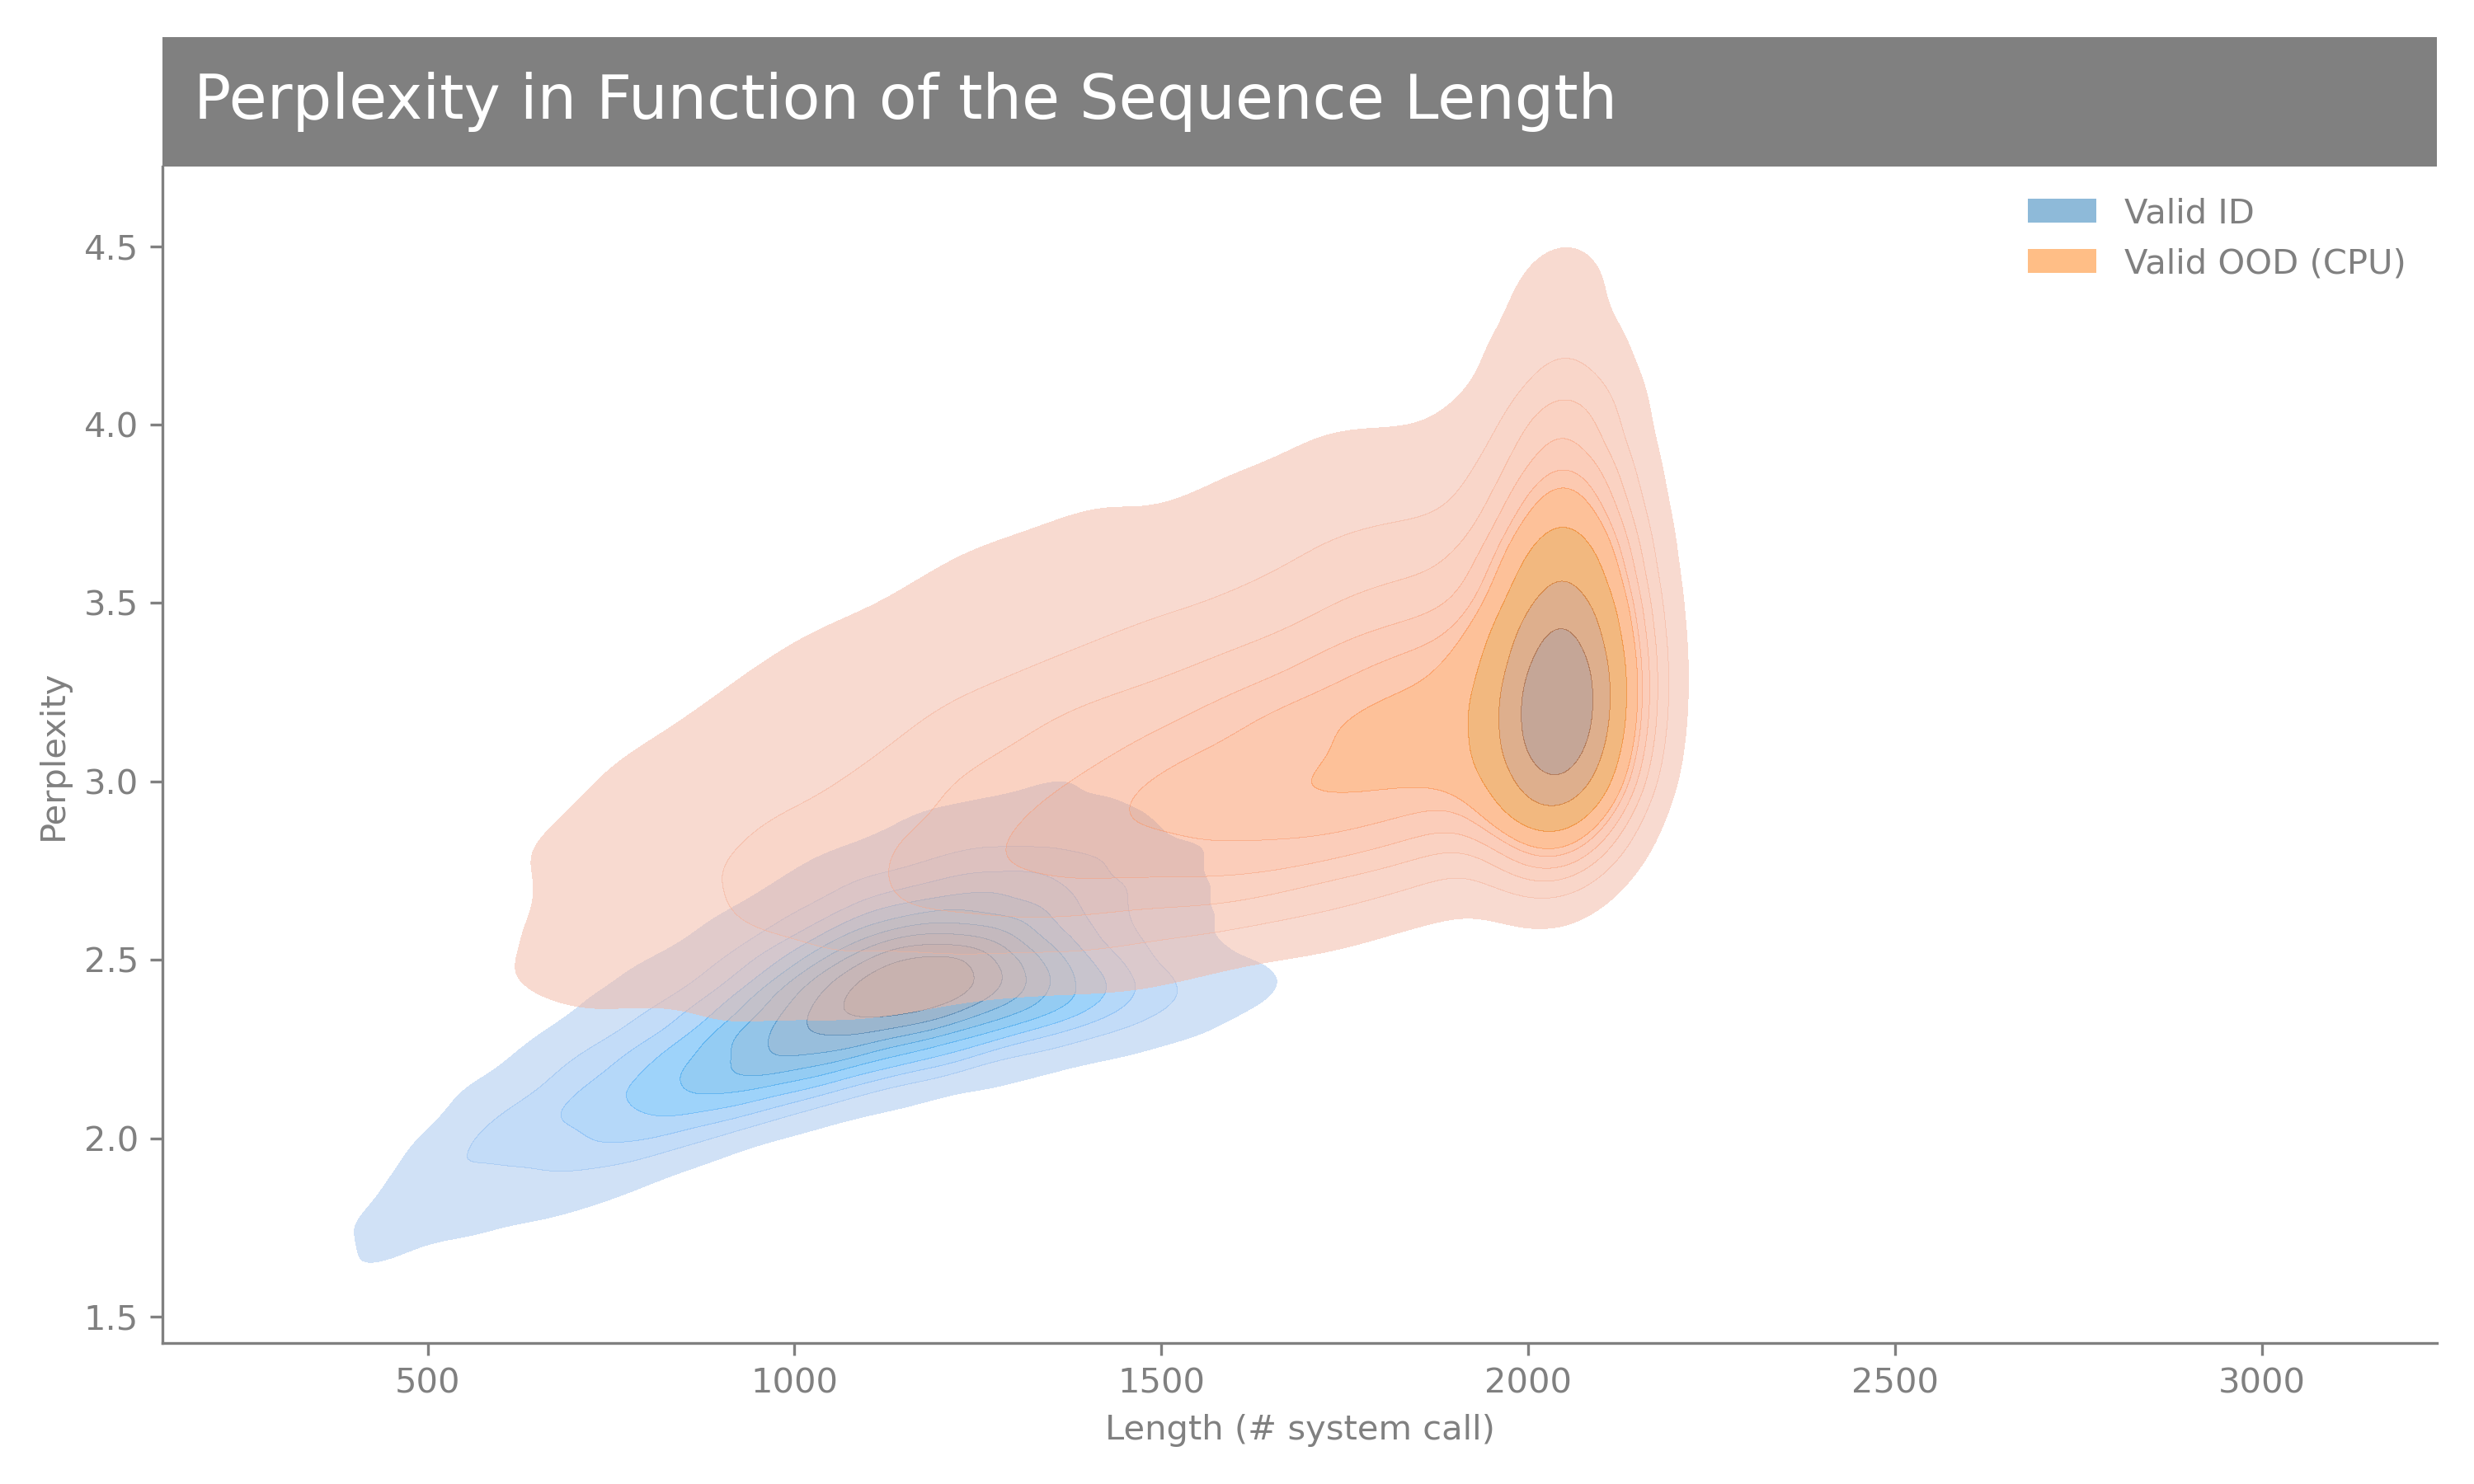 Perplexity in Function of the Sequence Length
Valid ID
Valid OOD (CPU)
4.5
4.0
3.5
3.0
2.5
2.0
1.5
Perplexity
500 1000 1500 2000 2500 3000
Length (# system call)